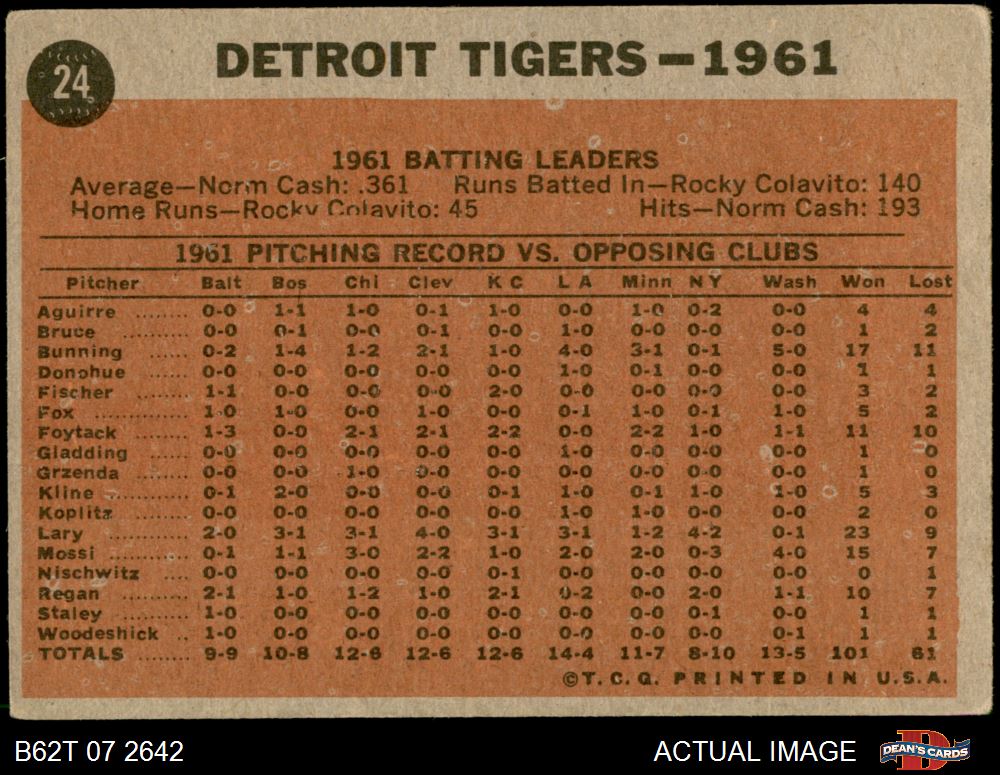 24
DETROIT TIGERS—1961
1961 BATTING LEADERS
Average—Norm Cash: .361 Runs Batted In—Rocky Colavito: 140
Home Runs—Rocky Colavito: 45 Hits—Norm Cash: 193
1961 PITCHING RECORD VS. OPPOSING CLUBS
Pitcher Balt Bos Chi Clev K C L A Minn N Y Wash Won Lost
Aguirre ........ 0-0 1-1 1-0 0-1 1-0 0-0 1-0 0-2 0-0 4 4
Bruce ........... 0-0 0-1 0-0 0-1 0-0 1-0 0-0 0-0 0-0 1 2
Bunning ...... 0-2 1-4 1-2 2-1 1-0 4-0 3-1 0-1 5-0 17 11
Donohue ...... 0-0 0-0 0-0 0-0 0-0 1-0 0-1 0-0 0-0 1 1
Fischer ........ 1-1 0-0 0-0 0-0 2-0 0-0 0-0 0-0 0-0 3 2
Fox .............. 1-0 1-0 0-0 1-0 0-0 0-1 1-0 0-1 1-0 5 2
Foytack ........ 1-3 0-0 2-1 2-1 2-2 0-0 2-2 1-0 1-1 11 10
Gladding ...... 0-0 0-0 0-0 0-0 0-0 1-0 0-0 0-0 0-0 1 0
Grzenda ....... 0-0 0-0 1-0 0-0 0-0 0-0 0-0 0-0 0-0 1 0
Kline ........... 0-1 2-0 0-0 0-0 0-1 1-0 0-1 1-0 1-0 5 3
Koplitz ........ 0-0 0-0 0-0 0-0 0-0 1-0 1-0 0-0 0-0 2 0
Lary ............ 2-0 3-1 3-1 4-0 3-1 3-1 1-2 4-2 0-1 23 9
Mossi .......... 0-1 1-1 3-0 2-2 1-0 2-0 2-0 0-3 4-0 15 7
Nischwitz .... 0-0 0-0 0-0 0-0 0-1 0-0 0-0 0-0 0-0 0 1
Regan .......... 2-1 1-0 1-2 1-0 2-1 0-2 0-0 2-0 1-1 10 7
Staley .......... 1-0 0-0 0-0 0-0 0-0 0-0 0-0 0-1 0-0 1 1
Woodeshick .. 1-0 0-0 0-0 0-0 0-0 0-0 0-0 0-0 0-1 1 1
TOTALS ........ 9-9 10-8 12-6 12-6 12-6 14-4 11-7 8-10 13-5 101 61
©T. C. G. PRINTED IN U.S.A.
B62T 07 2642 ACTUAL IMAGE DEAN'S CARDS